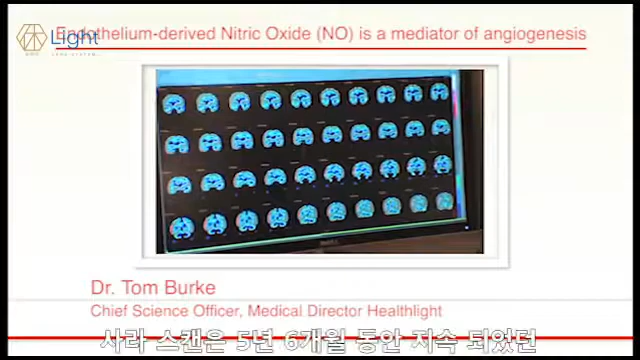 Endothelium-derived Nitric Oxide (NO) is a mediator of angiogenesis
Light
DELL
Dr. Tom Burke
Chief Science Officer, Medical Director Healthlight
사라 스캔은 5년 6개월 동안 지속 되었던